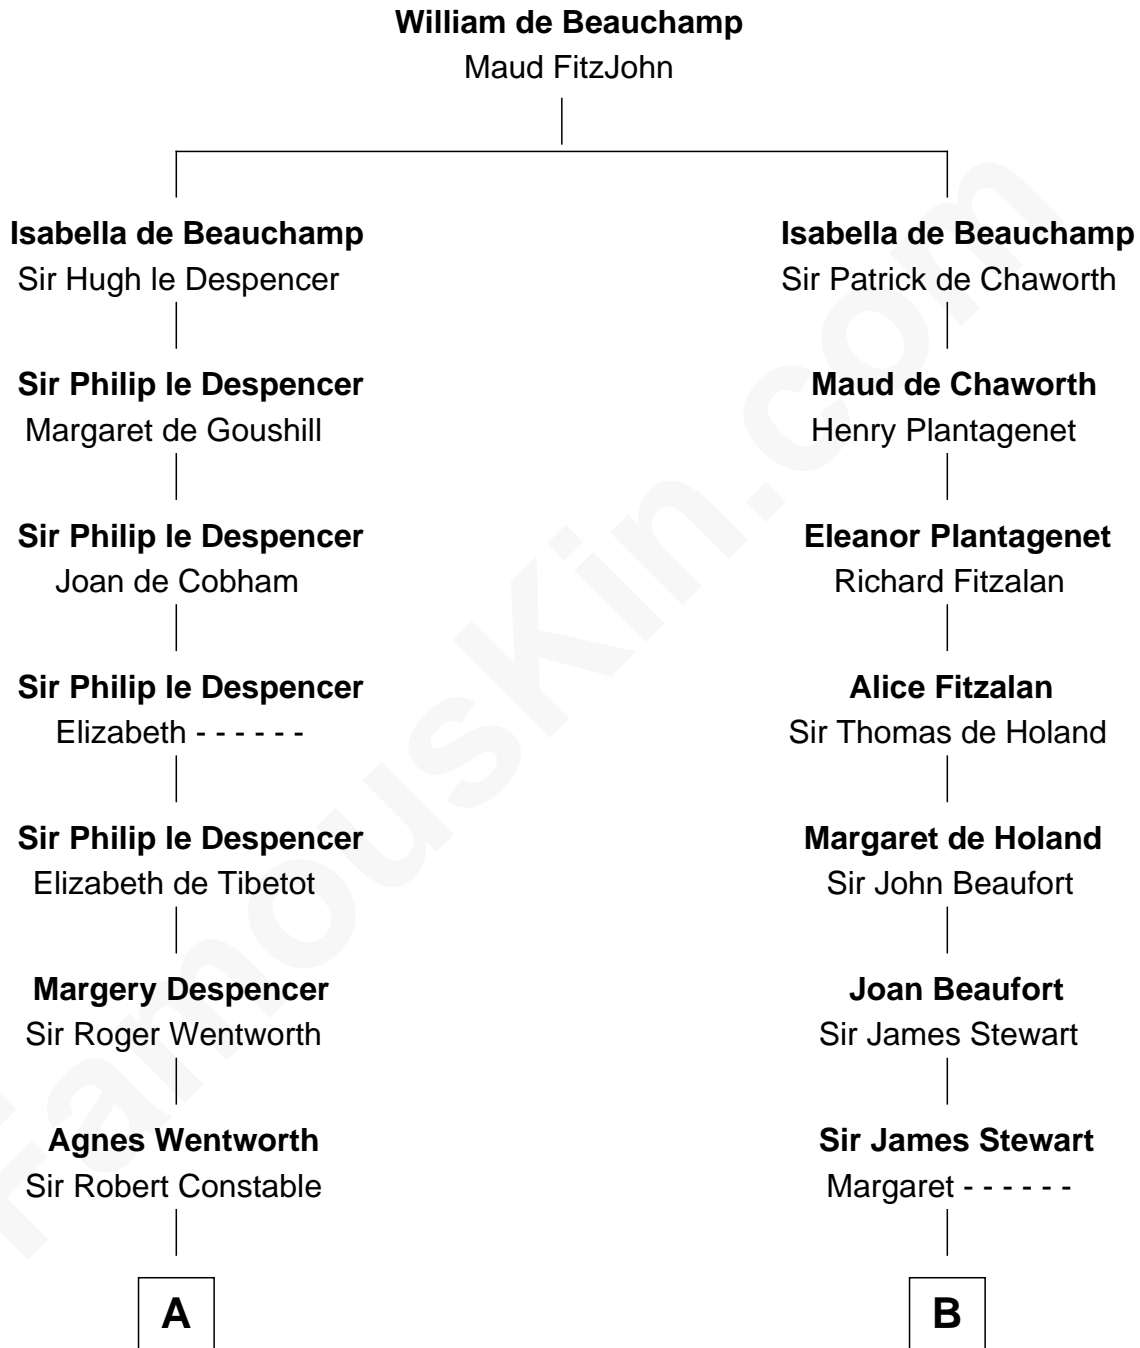 William de Beauchamp
Maud FitzJohn
Isabella de Beauchamp
Sir Hugh le Despencer
Isabella de Beauchamp
Sir Patrick de Chaworth
Sir Philip le Despencer
Margaret de Goushill
Maud de Chaworth
Henry Plantagenet
Sir Philip le Despencer
Joan de Cobham
Eleanor Plantagenet
Richard Fitzalan
Sir Philip le Despencer
Elizabeth - - - - - -
Alice Fitzalan
Sir Thomas de Holand
Sir Philip le Despencer
Elizabeth de Tibetot
Margaret de Holand
Sir John Beaufort
Margery Despencer
Sir Roger Wentworth
Joan Beaufort
Sir James Stewart
Agnes Wentworth
Sir Robert Constable
Sir James Stewart
Margaret - - - - - -
A
B
FamousKin.com